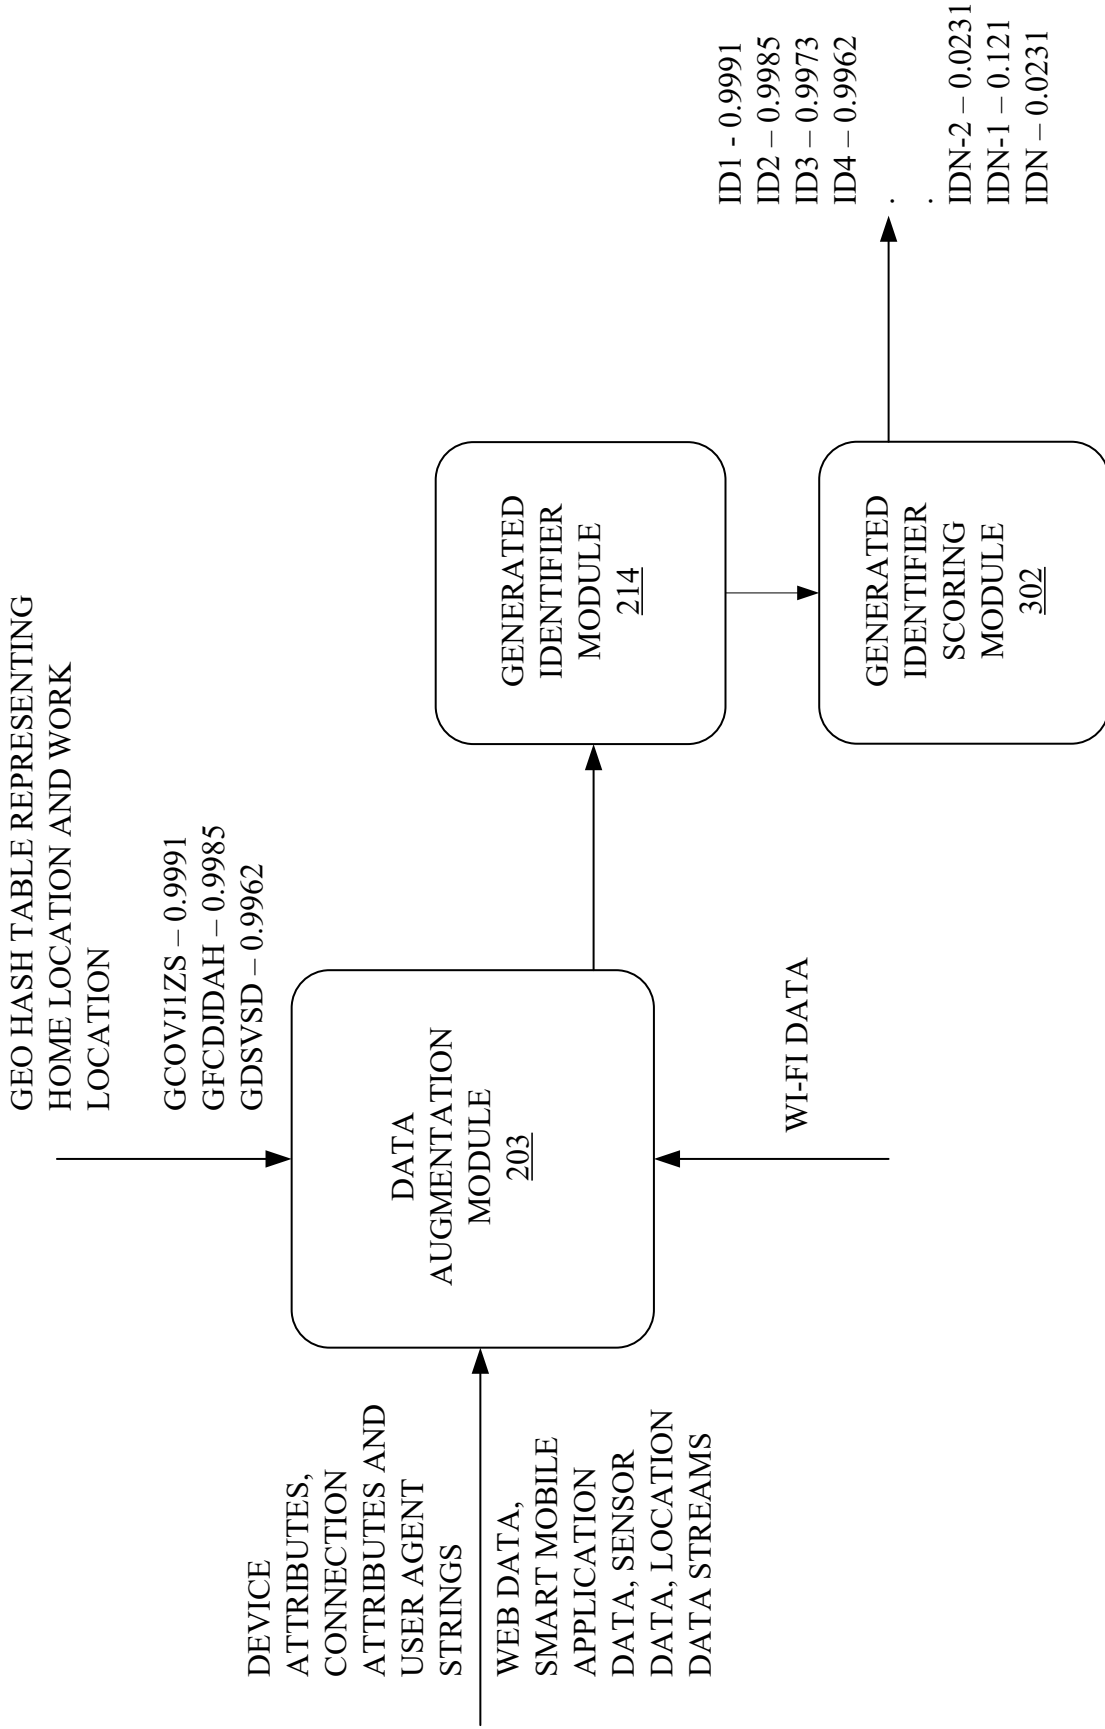 GEO HASH TABLE REPRESENTING
HOME LOCATION AND WORK
LOCATION
GCOVJ1ZS – 0.9991
GFCDJDAH – 0.9985
GDSVSD – 0.9962
DEVICE
ATTRIBUTES,
CONNECTION
ATTRIBUTES AND
USER AGENT
STRINGS
WEB DATA,
SMART MOBILE
APPLICATION
DATA, SENSOR
DATA, LOCATION
DATA STREAMS
DATA
AUGMENTATION
MODULE
203
WI-FI DATA
GENERATED
IDENTIFIER
MODULE
214
GENERATED
IDENTIFIER
SCORING
MODULE
302
ID1 - 0.9991
ID2 – 0.9985
ID3 – 0.9973
ID4 – 0.9962
.
.
IDN-2 – 0.0231
IDN-1 – 0.121
IDN – 0.0231